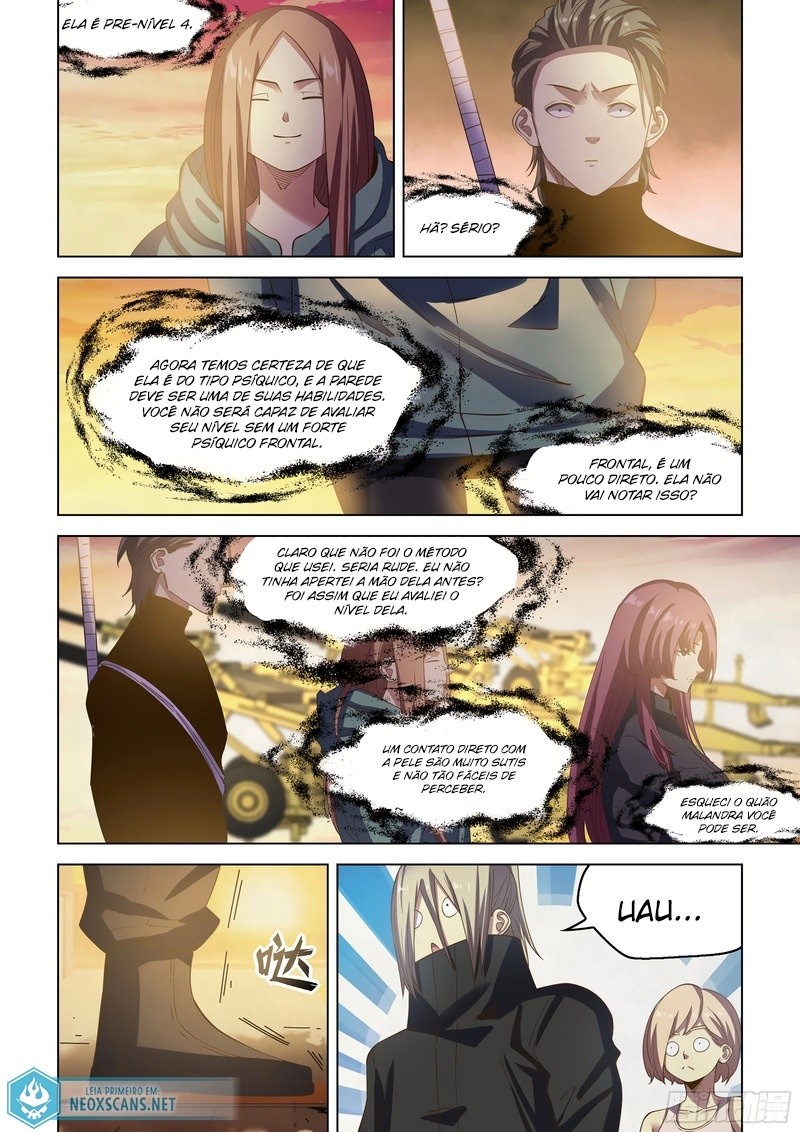 ELA É PRE-NÍVEL 4.
HÃ? SÉRIO?
AGORA TEMOS CERTEZA DE QUE
ELA É DO TIPO PSÍQUICO, E A PAREDE
DEVE SER UMA DE SUAS HABILIDADES.
VOCÊ NÃO SERÁ CAPAZ DE AVALIAR
SEU NÍVEL SEM UM FORTE
PSÍQUICO FRONTAL.
FRONTAL, É UM
POUCO DIRETO. ELA NÃO
VAI NOTAR ISSO?
CLARO QUE NÃO FOI O MÉTODO
QUE USEI. SERIA RUDE. EU NÃO
TINHA APERTEI A MÃO DELA ANTES?
FOI ASSIM QUE EU AVALIEI O
NÍVEL DELA.
UM CONTATO DIRETO COM
A PELE SÃO MUITO SUTIS
E NÃO TÃO FÁCEIS DE
PERCEBER.
ESQUECI O QUÃO
MALANDRA VOCÊ
PODE SER.
哒
UAU...
LEIA PRIMEIRO EM:
NEOXSCANS.NET
腾讯动漫